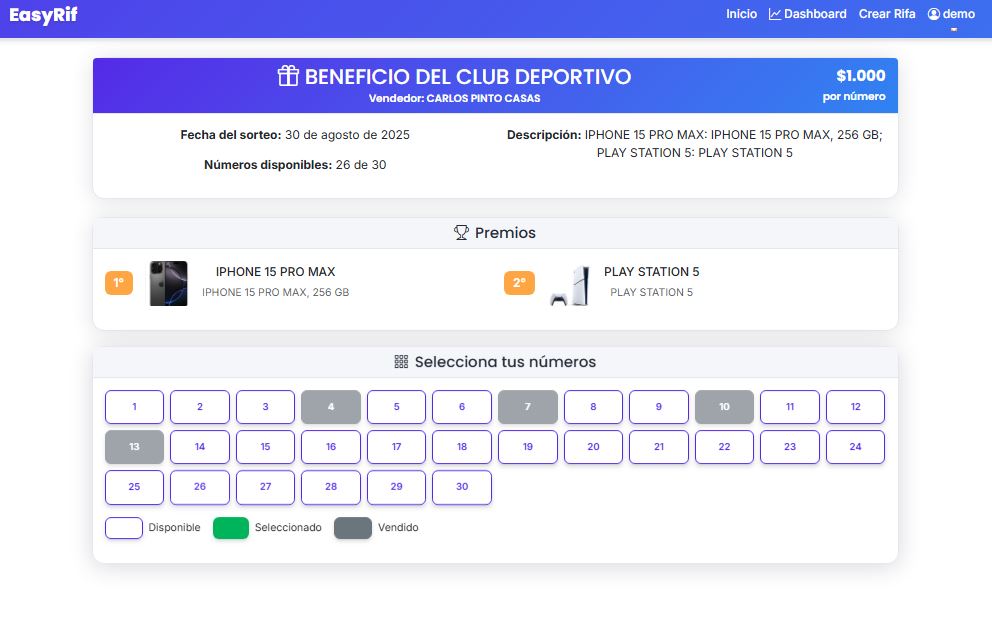 EasyRif
Inicio Dashboard Crear Rifa demo
BENEFICIO DEL CLUB DEPORTIVO
Vendedor: CARLOS PINTO CASAS
$1.000
por número
Fecha del sorteo: 30 de agosto de 2025
Números disponibles: 26 de 30
Descripción: IPHONE 15 PRO MAX: IPHONE 15 PRO MAX, 256 GB;
PLAY STATION 5: PLAY STATION 5
Premios
1°
IPHONE 15 PRO MAX
IPHONE 15 PRO MAX, 256 GB
2°
PLAY STATION 5
PLAY STATION 5
Selecciona tus números
1 2 3 4 5 6 7 8 9 10 11 12
13 14 15 16 17 18 19 20 21 22 23 24
25 26 27 28 29 30
Disponible Seleccionado Vendido